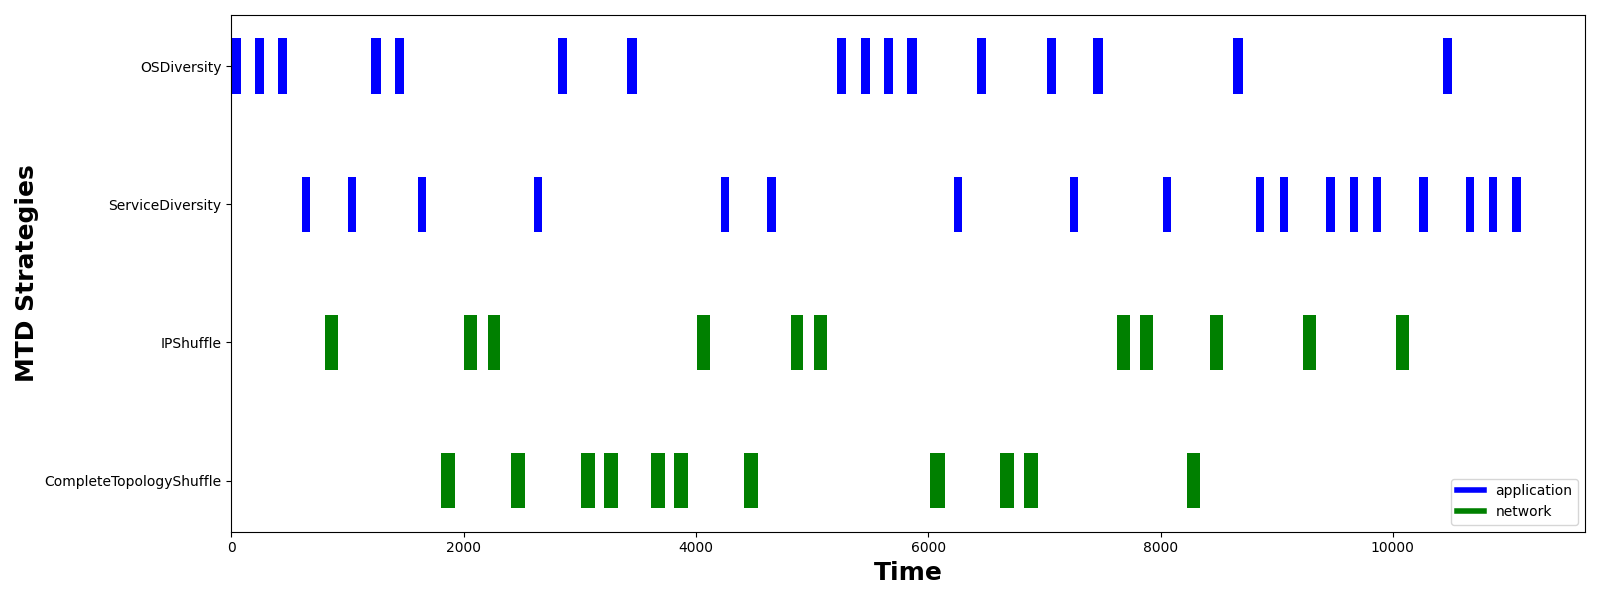 MTD Strategies
OSDiversity
ServiceDiversity
IPShuffle
CompleteTopologyShuffle
application
network
0 2000 4000 6000 8000 10000
Time